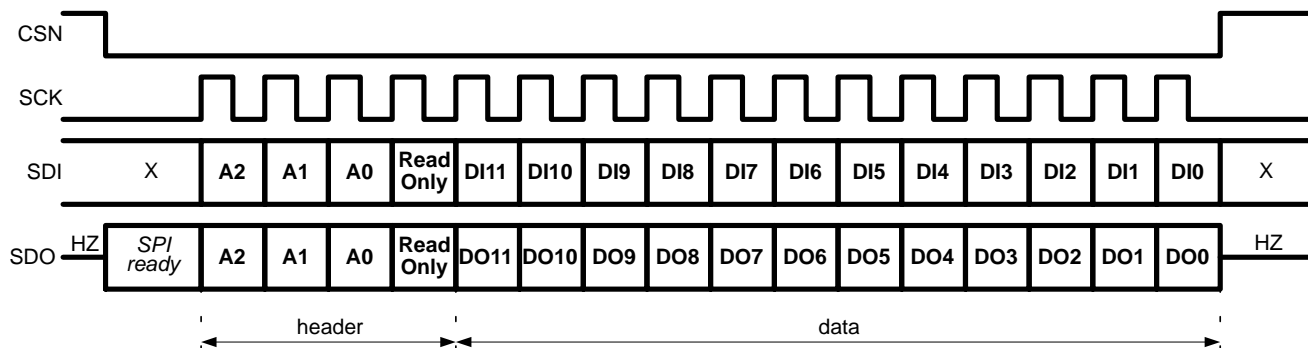 CSN
SCK
SDI X A2 A1 A0 Read Only DI11 DI10 DI9 DI8 DI7 DI6 DI5 DI4 DI3 DI2 DI1 DI0 X
SDO HZ SPI ready A2 A1 A0 Read Only DO11 DO10 DO9 DO8 DO7 DO6 DO5 DO4 DO3 DO2 DO1 DO0 HZ
header data